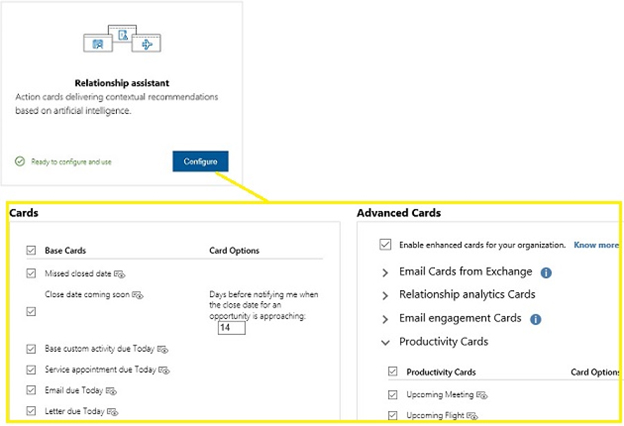 Relationship assistant
Action cards delivering contextual recommendations
based on artificial intelligence.
Ready to configure and use
Configure
Cards
Base Cards Card Options
Missed closed date
Close date coming soon
Days before notifying me when
the close date for an
opportunity is approaching:
14
Base custom activity due Today
Service appointment due Today
Email due Today
Letter due Today
Advanced Cards
Enable enhanced cards for your organization. Know more
Email Cards from Exchange
Relationship analytics Cards
Email engagement Cards
Productivity Cards
Productivity Cards Card Options
Upcoming Meeting
Upcoming Flight